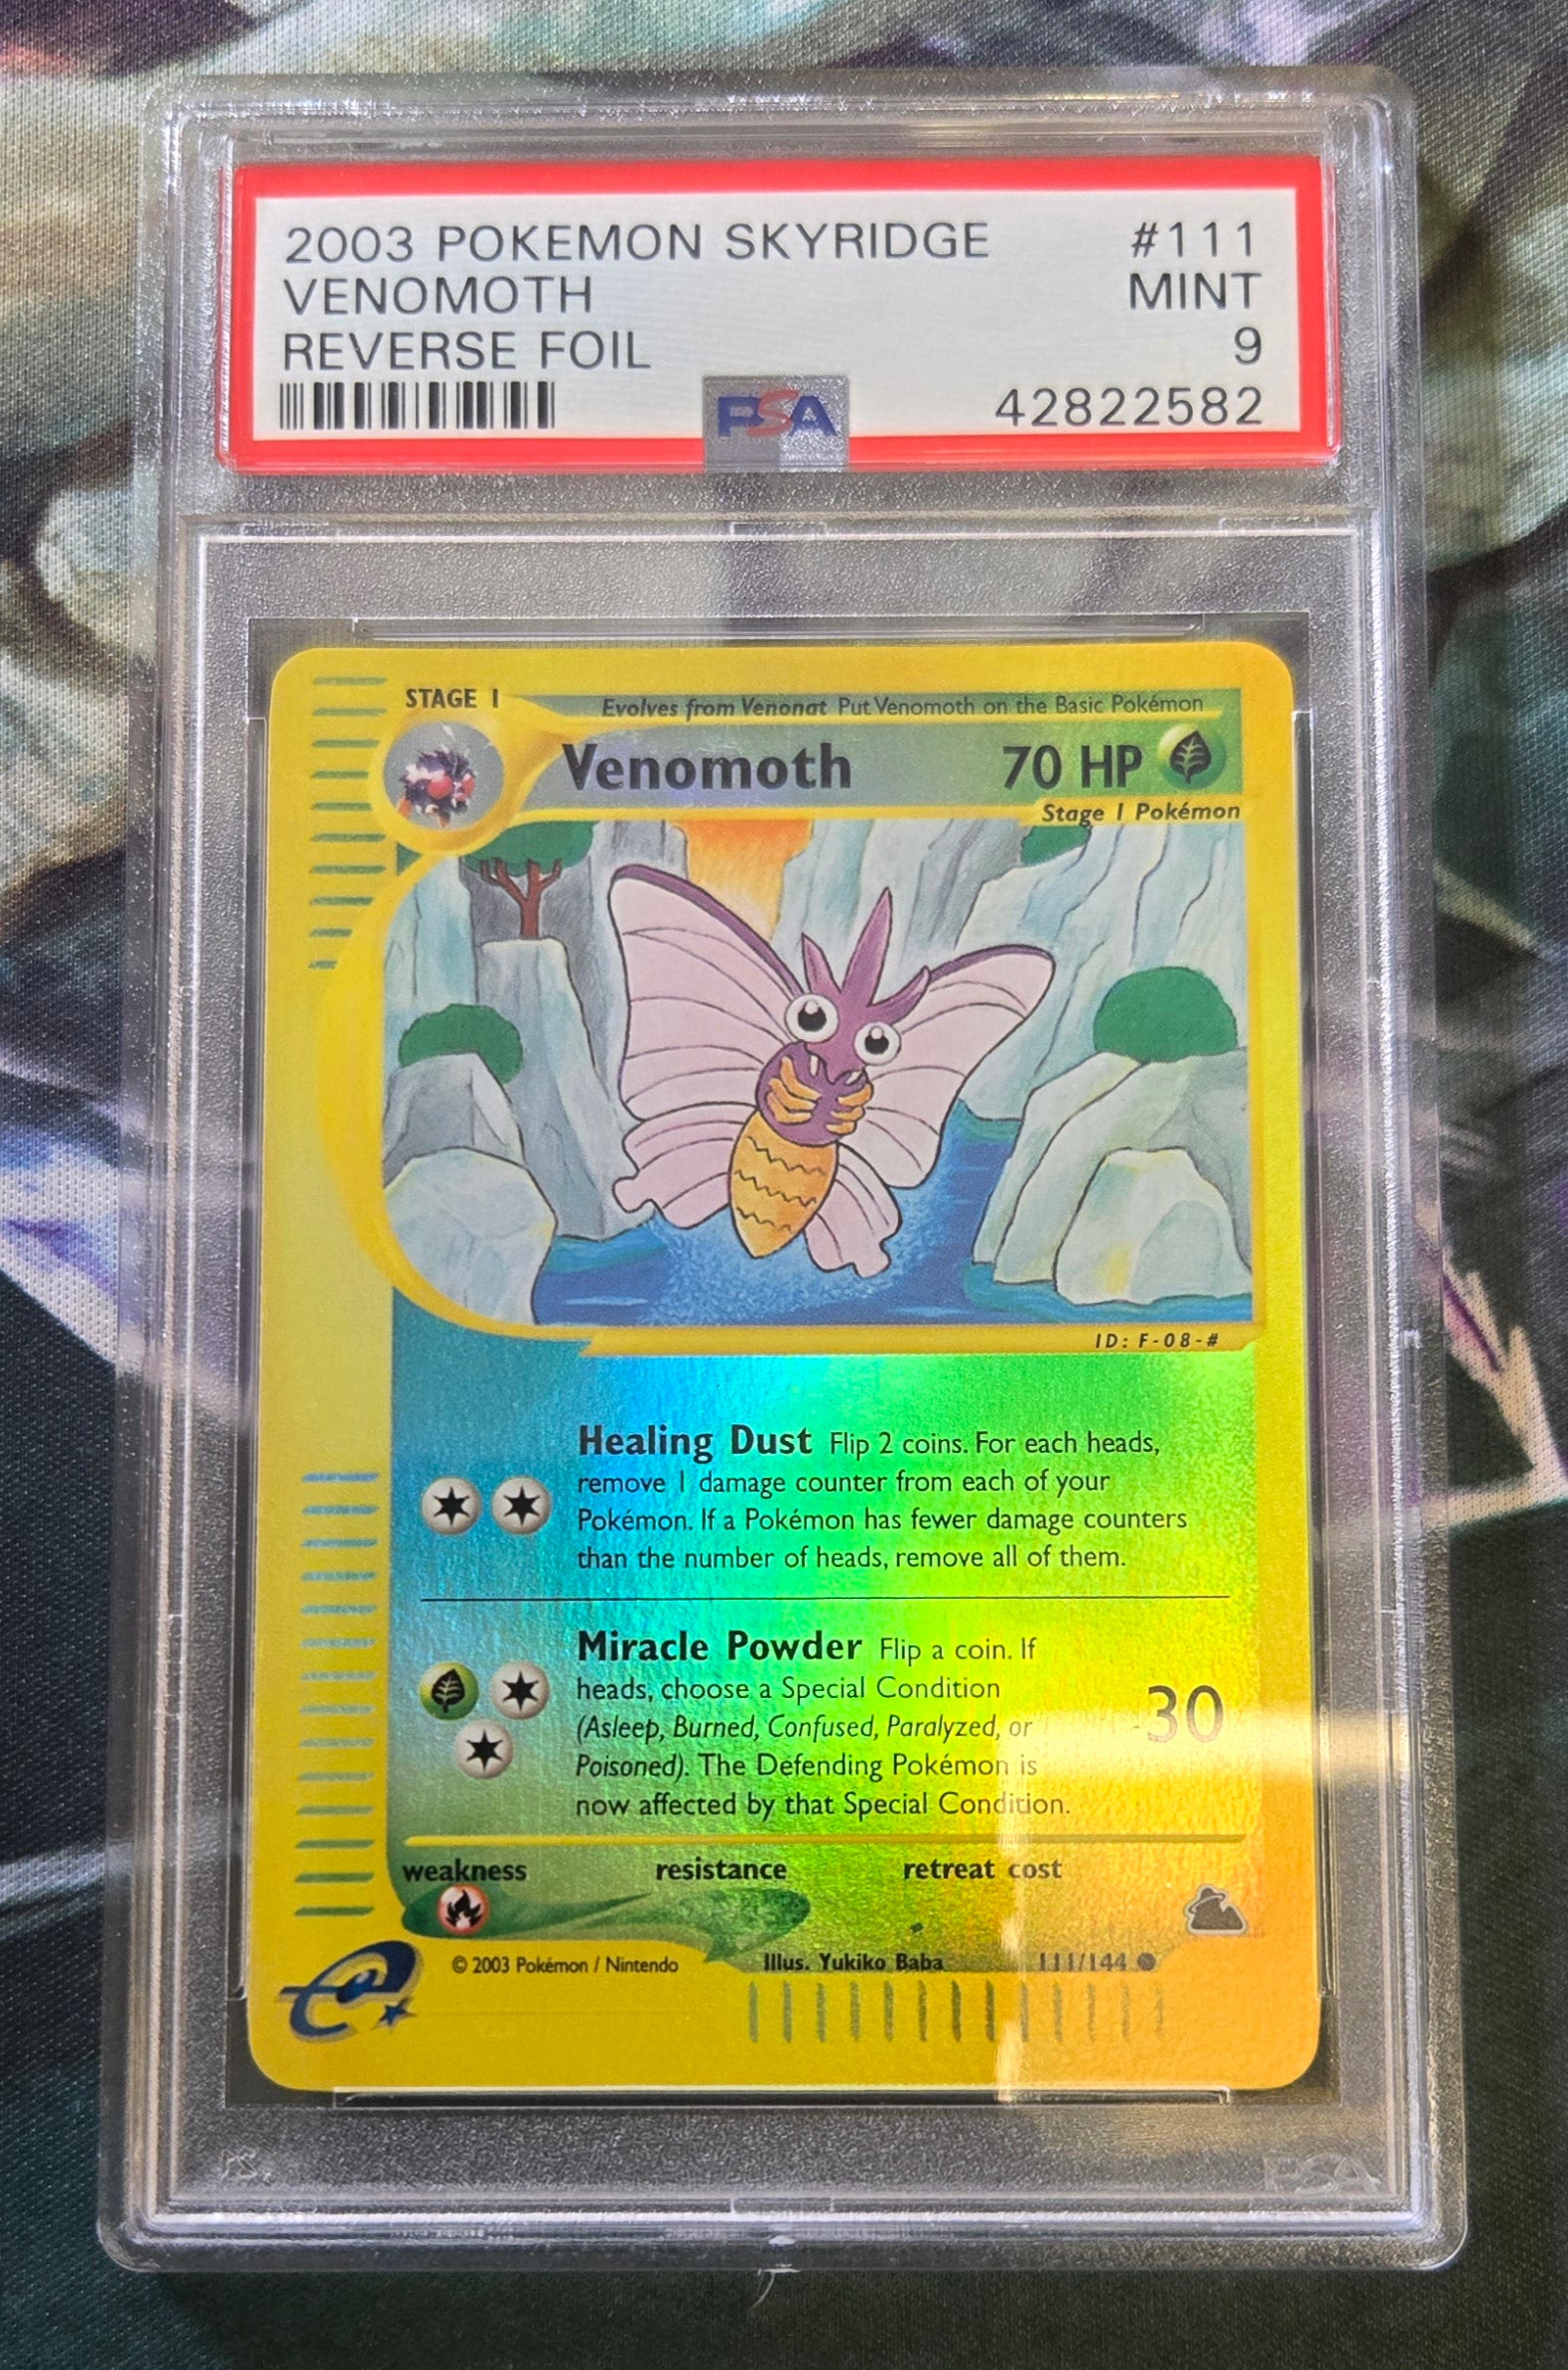 2003 POKEMON SKYRIDGE #111
VENOMOTH MINT
REVERSE FOIL 9
PSA 42822582
STAGE 1 Evolves from Venonat Put Venomoth on the Basic Pokémon
Venomoth 70 HP
Stage 1 Pokémon
ID: F-08-#
Healing Dust Flip 2 coins. For each heads,
remove 1 damage counter from each of your
Pokémon. If a Pokémon has fewer damage counters
than the number of heads, remove all of them.
Miracle Powder Flip a coin. If
heads, choose a Special Condition
(Asleep, Burned, Confused, Paralyzed, or 30
Poisoned). The Defending Pokémon is
now affected by that Special Condition.
weakness resistance retreat cost
e © 2003 Pokémon / Nintendo Illus. Yukiko Baba 111/144
PSA